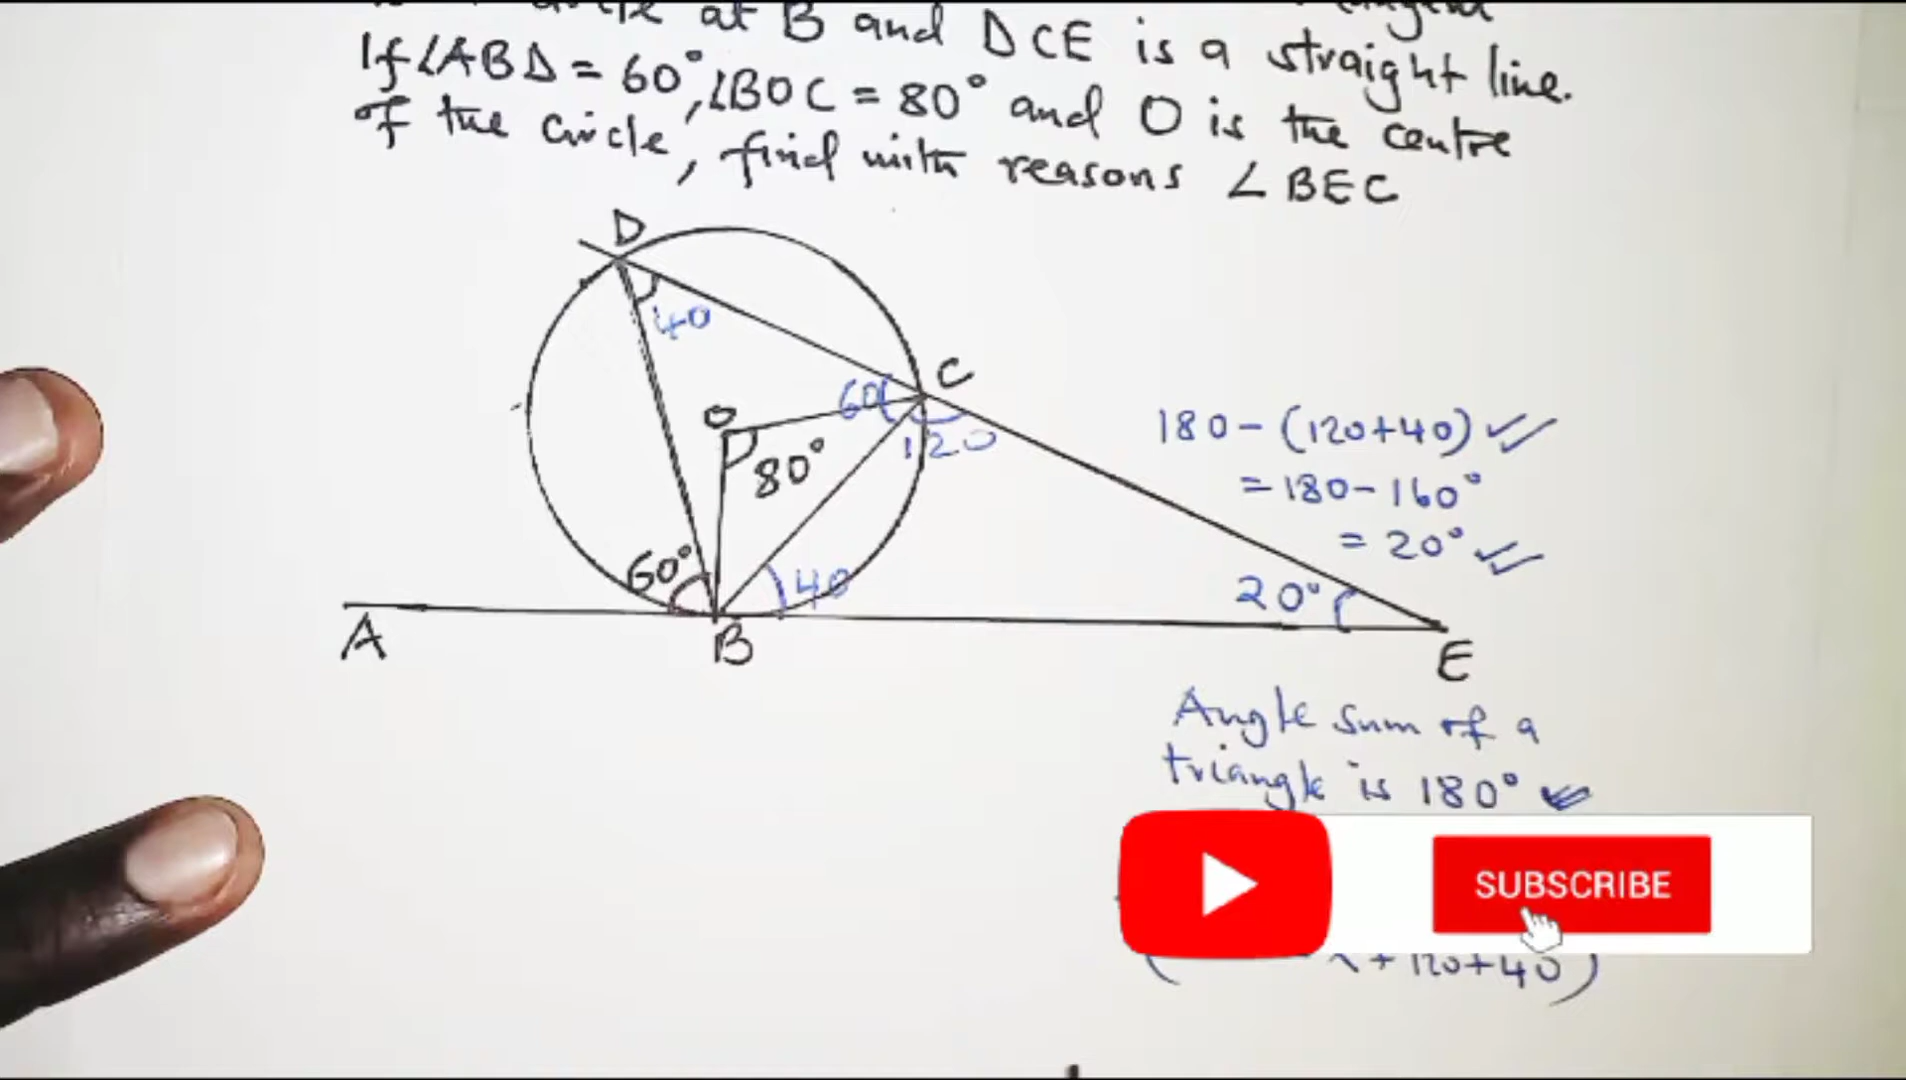 at B and DCE is a straight line.
If ∠ABD = 60°, ∠BOC = 80° and O is the centre
of the circle, find with reasons ∠BEC
D
40
C
60
O
120
80°
180 - (120+40)
= 180 - 160°
= 20°
60°
40
20°
A
B
E
Angle sum of a
triangle is 180°
SUBSCRIBE
+ 120+40)